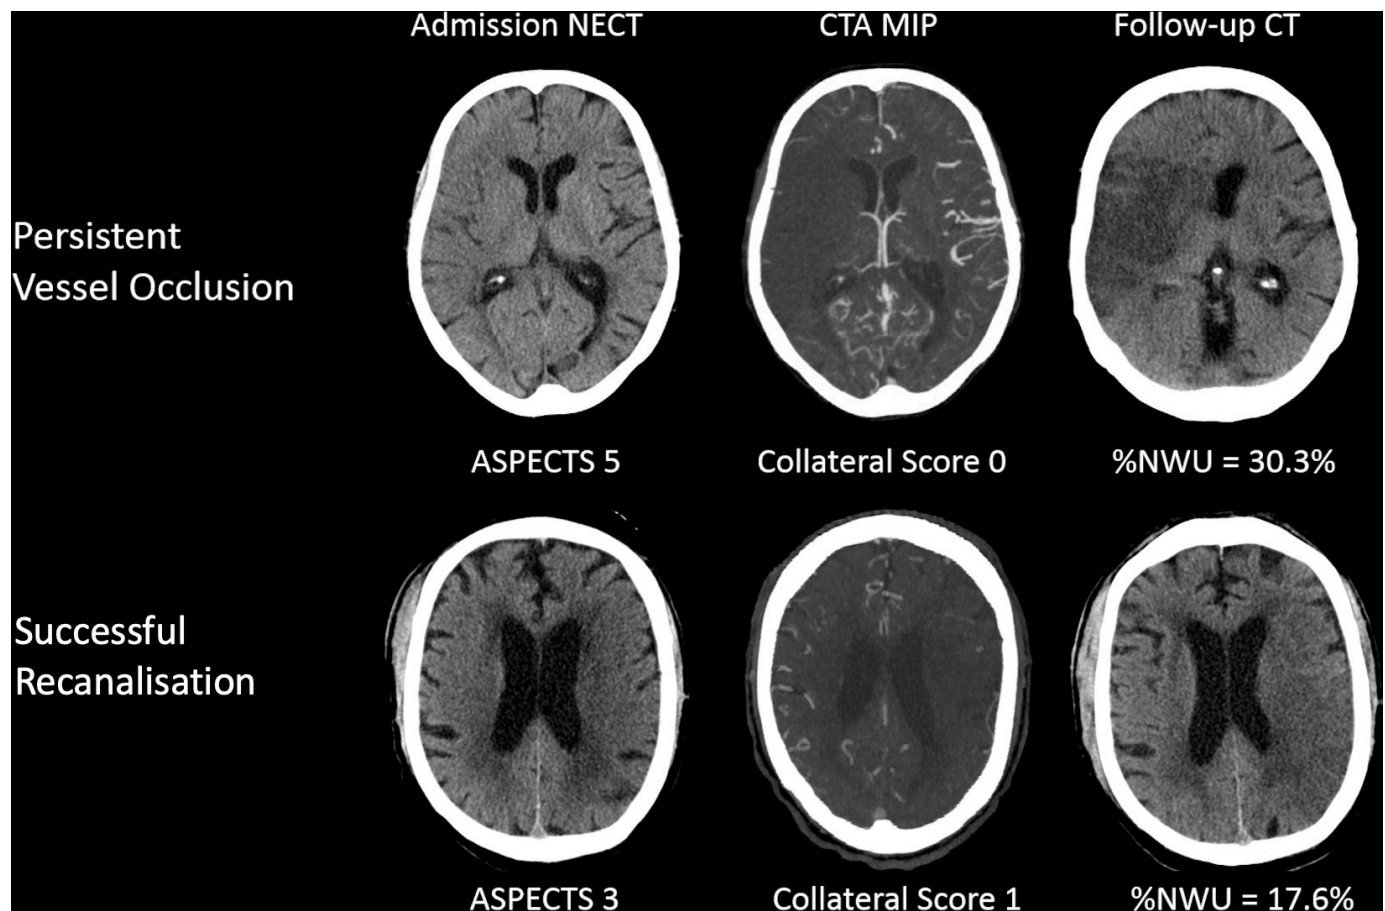 Admission NECT
CTA MIP
Follow-up CT
Persistent
Vessel Occlusion
ASPECTS 5
Collateral Score 0
%NWU = 30.3%
Successful
Recanalisation
ASPECTS 3
Collateral Score 1
%NWU = 17.6%